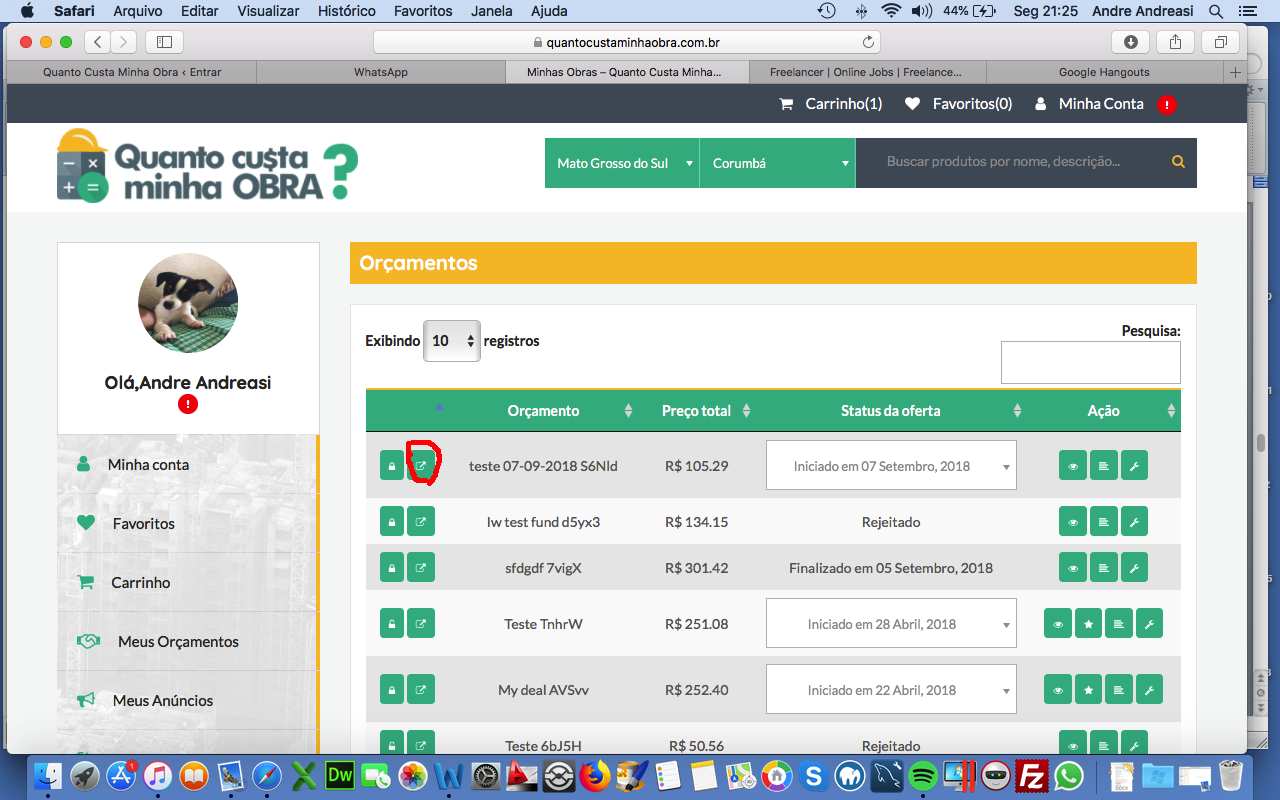 Safari Arquivo Editar Visualizar Histórico Favoritos Janela Ajuda 44% Seg 21:25 Andre Andreasi
quantocustaminhaobra.com.br
Quanto Custa Minha Obra ‹ Entrar WhatsApp Minhas Obras – Quanto Custa Minha... Freelancer | Online Jobs | Freelance... Google Hangouts
Carrinho(1) Favoritos(0) Minha Conta !
Quanto custa
minha OBRA ?
Mato Grosso do Sul Corumbá Buscar produtos por nome, descrição...
Orçamentos
Olá,Andre Andreasi
!
Minha conta
Favoritos
Carrinho
Meus Orçamentos
Meus Anúncios
Exibindo 10 registros
Pesquisa:
Orçamento Preço total Status da oferta Ação
teste 07-09-2018 S6Nld R$ 105.29 Iniciado em 07 Setembro, 2018
lw test fund d5yx3 R$ 134.15 Rejeitado
sfdgdf 7vigX R$ 301.42 Finalizado em 05 Setembro, 2018
Teste TnhrW R$ 251.08 Iniciado em 28 Abril, 2018
My deal AVSvv R$ 252.40 Iniciado em 22 Abril, 2018
Teste 6bJ5H R$ 50.56 Rejeitado
1
Dw